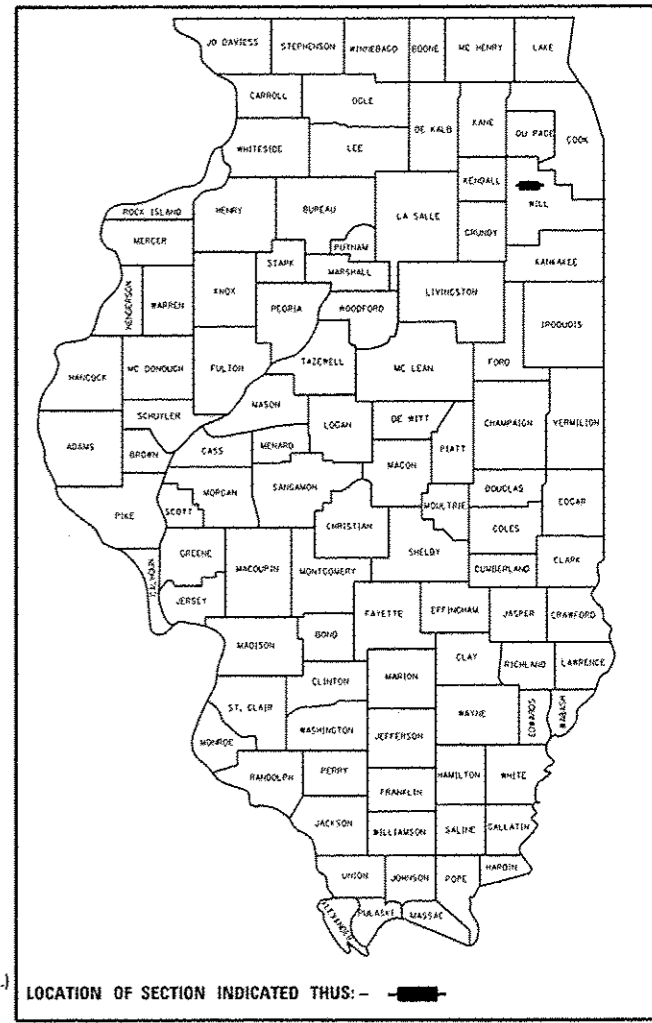 JO DAVIESS STEPHENSON WINNEBAGO BOONE MC HENRY LAKE
CARROLL OGLE DE KALB KANE DU PAGE COOK
WHITESIDE LEE KENDALL WILL
ROCK ISLAND HENRY BUREAU LA SALLE GRUNDY
MERCER PUTNAM KANKAKEE
STARK MARSHALL
HENDERSON WARREN KNOX PEORIA WOODFORD LIVINGSTON IROQUOIS
HANCOCK MC DONOUGH FULTON TAZEWELL MC LEAN FORD
SCHUYLER MASON LOGAN DE WITT CHAMPAIGN VERMILION
ADAMS BROWN CASS MENARD MACON PIATT
PIKE SCOTT MORGAN SANGAMON CHRISTIAN MOULTRIE DOUGLAS EDGAR
COLES
CALHOUN GREENE MACOUPIN MONTGOMERY SHELBY CUMBERLAND CLARK
JERSEY FAYETTE EFFINGHAM JASPER CRAWFORD
MADISON BOND CLAY RICHLAND LAWRENCE
CLINTON MARION
ST. CLAIR WASHINGTON JEFFERSON WAYNE EDWARDS WABASH
MONROE
RANDOLPH PERRY FRANKLIN HAMILTON WHITE
JACKSON WILLIAMSON SALINE GALLATIN
UNION JOHNSON POPE HARDIN
ALEXANDER PULASKI MASSAC
LOCATION OF SECTION INDICATED THUS: -